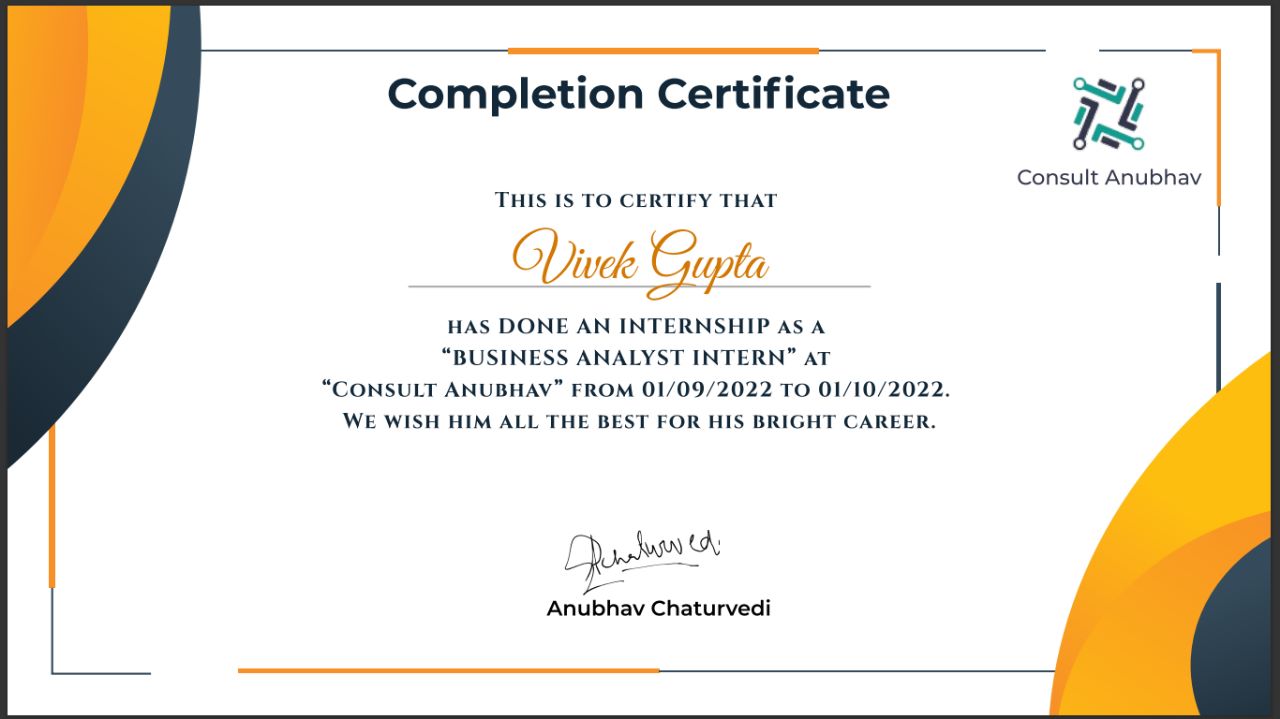 Completion Certificate
Consult Anubhav
This is to certify that
Vivek Gupta
has DONE AN INTERNSHIP as a
“BUSINESS ANALYST INTERN” at
“Consult Anubhav” from 01/09/2022 to 01/10/2022.
We wish him all the best for his bright career.
AChaturvedi
Anubhav Chaturvedi